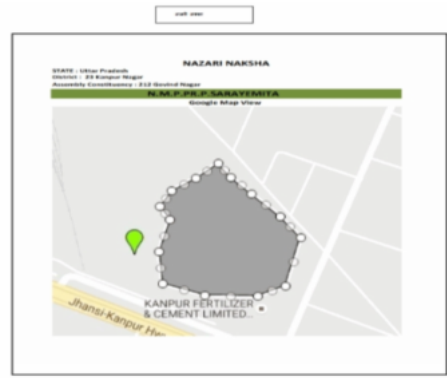 NAZARI NAKSHA
STATE : Uttar Pradesh
District : 23 Kanpur Nagar
Assembly Constituency : 212 Govind Nagar
N.M.P.PR.P.SARAYEMITA
Google Map View
KANPUR FERTILIZER
& CEMENT LIMITED...
Jhansi-Kanpur Hwy